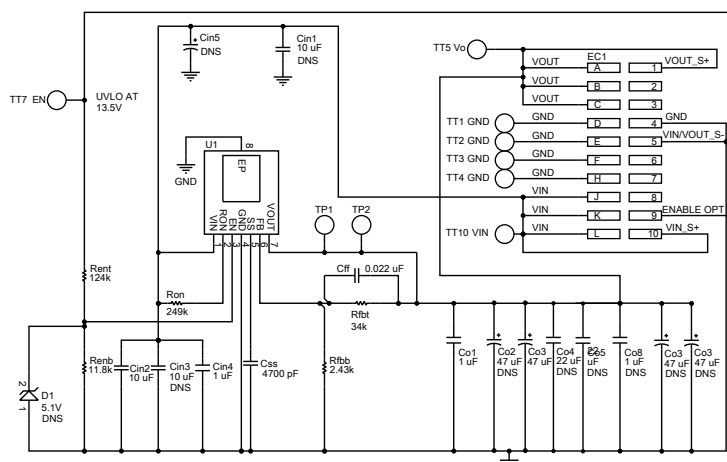 Cin5
DNS
Cin1
10 uF
DNS
TT5 Vo
VOUT
EC1
A
1
VOUT_S+
VOUT
B
2
VOUT
C
3
TT7 EN
UVLO AT
13.5V
TT1 GND
GND
D
4
GND
TT2 GND
GND
E
5
VIN/VOUT_S-
TT3 GND
GND
F
6
TT4 GND
GND
H
7
VIN
J
8
VIN
K
9
ENABLE OPT
TT10 VIN
VIN
L
10
VIN_S+
U1
8
EP
GND
VIN
RON
EN
GND
SS
FB
VOUT
1
2
3
4
5
6
7
TP1
TP2
Rent
124k
Ron
249k
Cff
0.022 uF
Rfbt
34k
2
D1
1
5.1V
DNS
Renb
11.8k
Cin2
10 uF
Cin3
10 uF
DNS
Cin4
1 uF
Css
4700 pF
Rfbb
2.43k
Co1
1 uF
Co2
47 uF
DNS
Co3
47 uF
Co4
22 uF
DNS
Co5
22
uF
DNS
Co8
1 uF
DNS
Co3
47 uF
DNS
Co3
47 uF
DNS